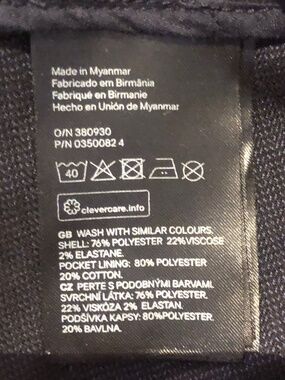 Made in Myanmar
Fabricado em Birmânia
Fabriqué en Birmanie
Hecho en Unión de Myanmar
O/N 380930
P/N 0350082 4
40
clevercare.info
GB WASH WITH SIMILAR COLOURS.
SHELL: 76% POLYESTER 22%VISCOSE
2% ELASTANE.
POCKET LINING: 80% POLYESTER
20% COTTON.
CZ PERTE S PODOBNÝMI BARVAMI.
SVRCHNÍ LÁTKA: 76% POLYESTER
22% VISKÓZA 2% ELASTAN.
PODŠÍVKA KAPSY: 80%POLYESTER
20% BAVLNA.